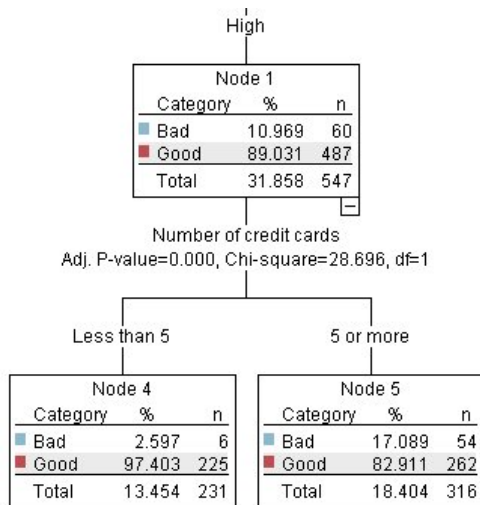 High
Node 1
Category % n
Bad 10.969 60
Good 89.031 487
Total 31.858 547
Number of credit cards
Adj. P-value=0.000, Chi-square=28.696, df=1
Less than 5 5 or more
Node 4
Category % n
Bad 2.597 6
Good 97.403 225
Total 13.454 231
Node 5
Category % n
Bad 17.089 54
Good 82.911 262
Total 18.404 316